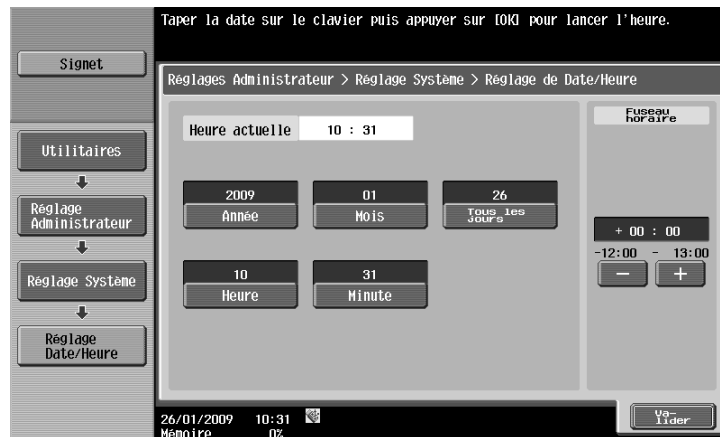 Taper la date sur le clavier puis appuyer sur [OK] pour lancer l'heure.
Signet
Réglages Administrateur > Réglage Système > Réglage de Date/Heure
Utilitaires
Réglage
Administrateur
Réglage Système
Réglage
Date/Heure
Heure actuelle 10 : 31
2009
Année
01
Mois
26
Tous les
Jours
10
Heure
31
Minute
Fuseau
horaire
+ 00 : 00
-12:00 - 13:00
− +
26/01/2009 10:31
Mémoire 0%
Va-
lider